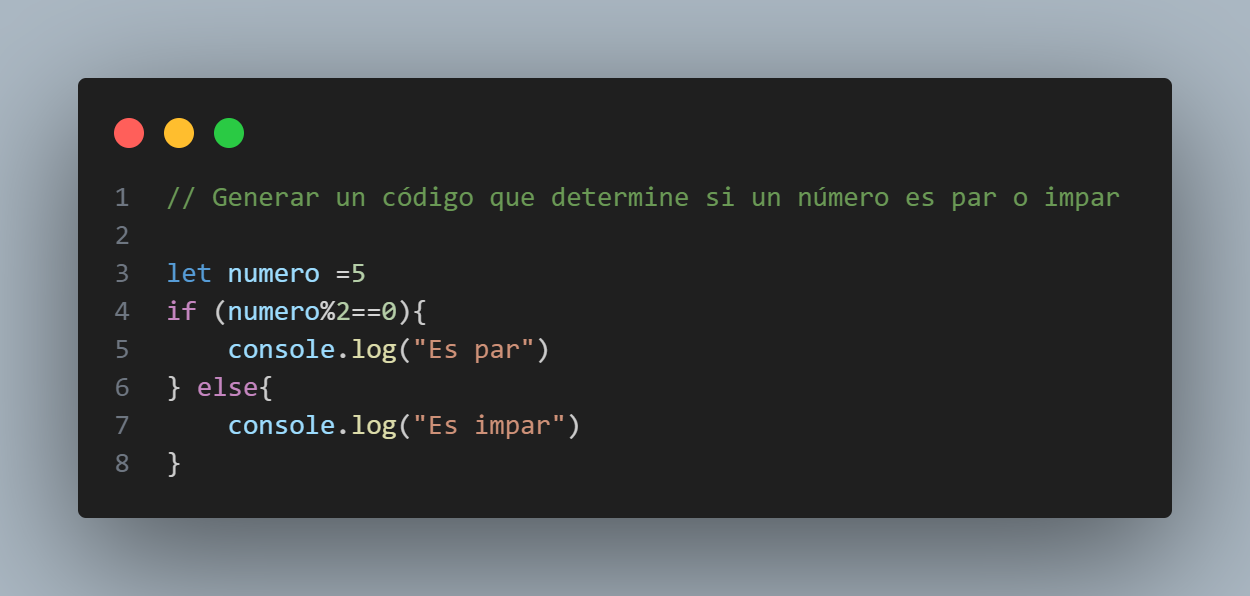 1 // Generar un código que determine si un número es par o impar
2
3 let numero =5
4 if (numero%2==0){
5     console.log("Es par")
6 } else{
7     console.log("Es impar")
8 }